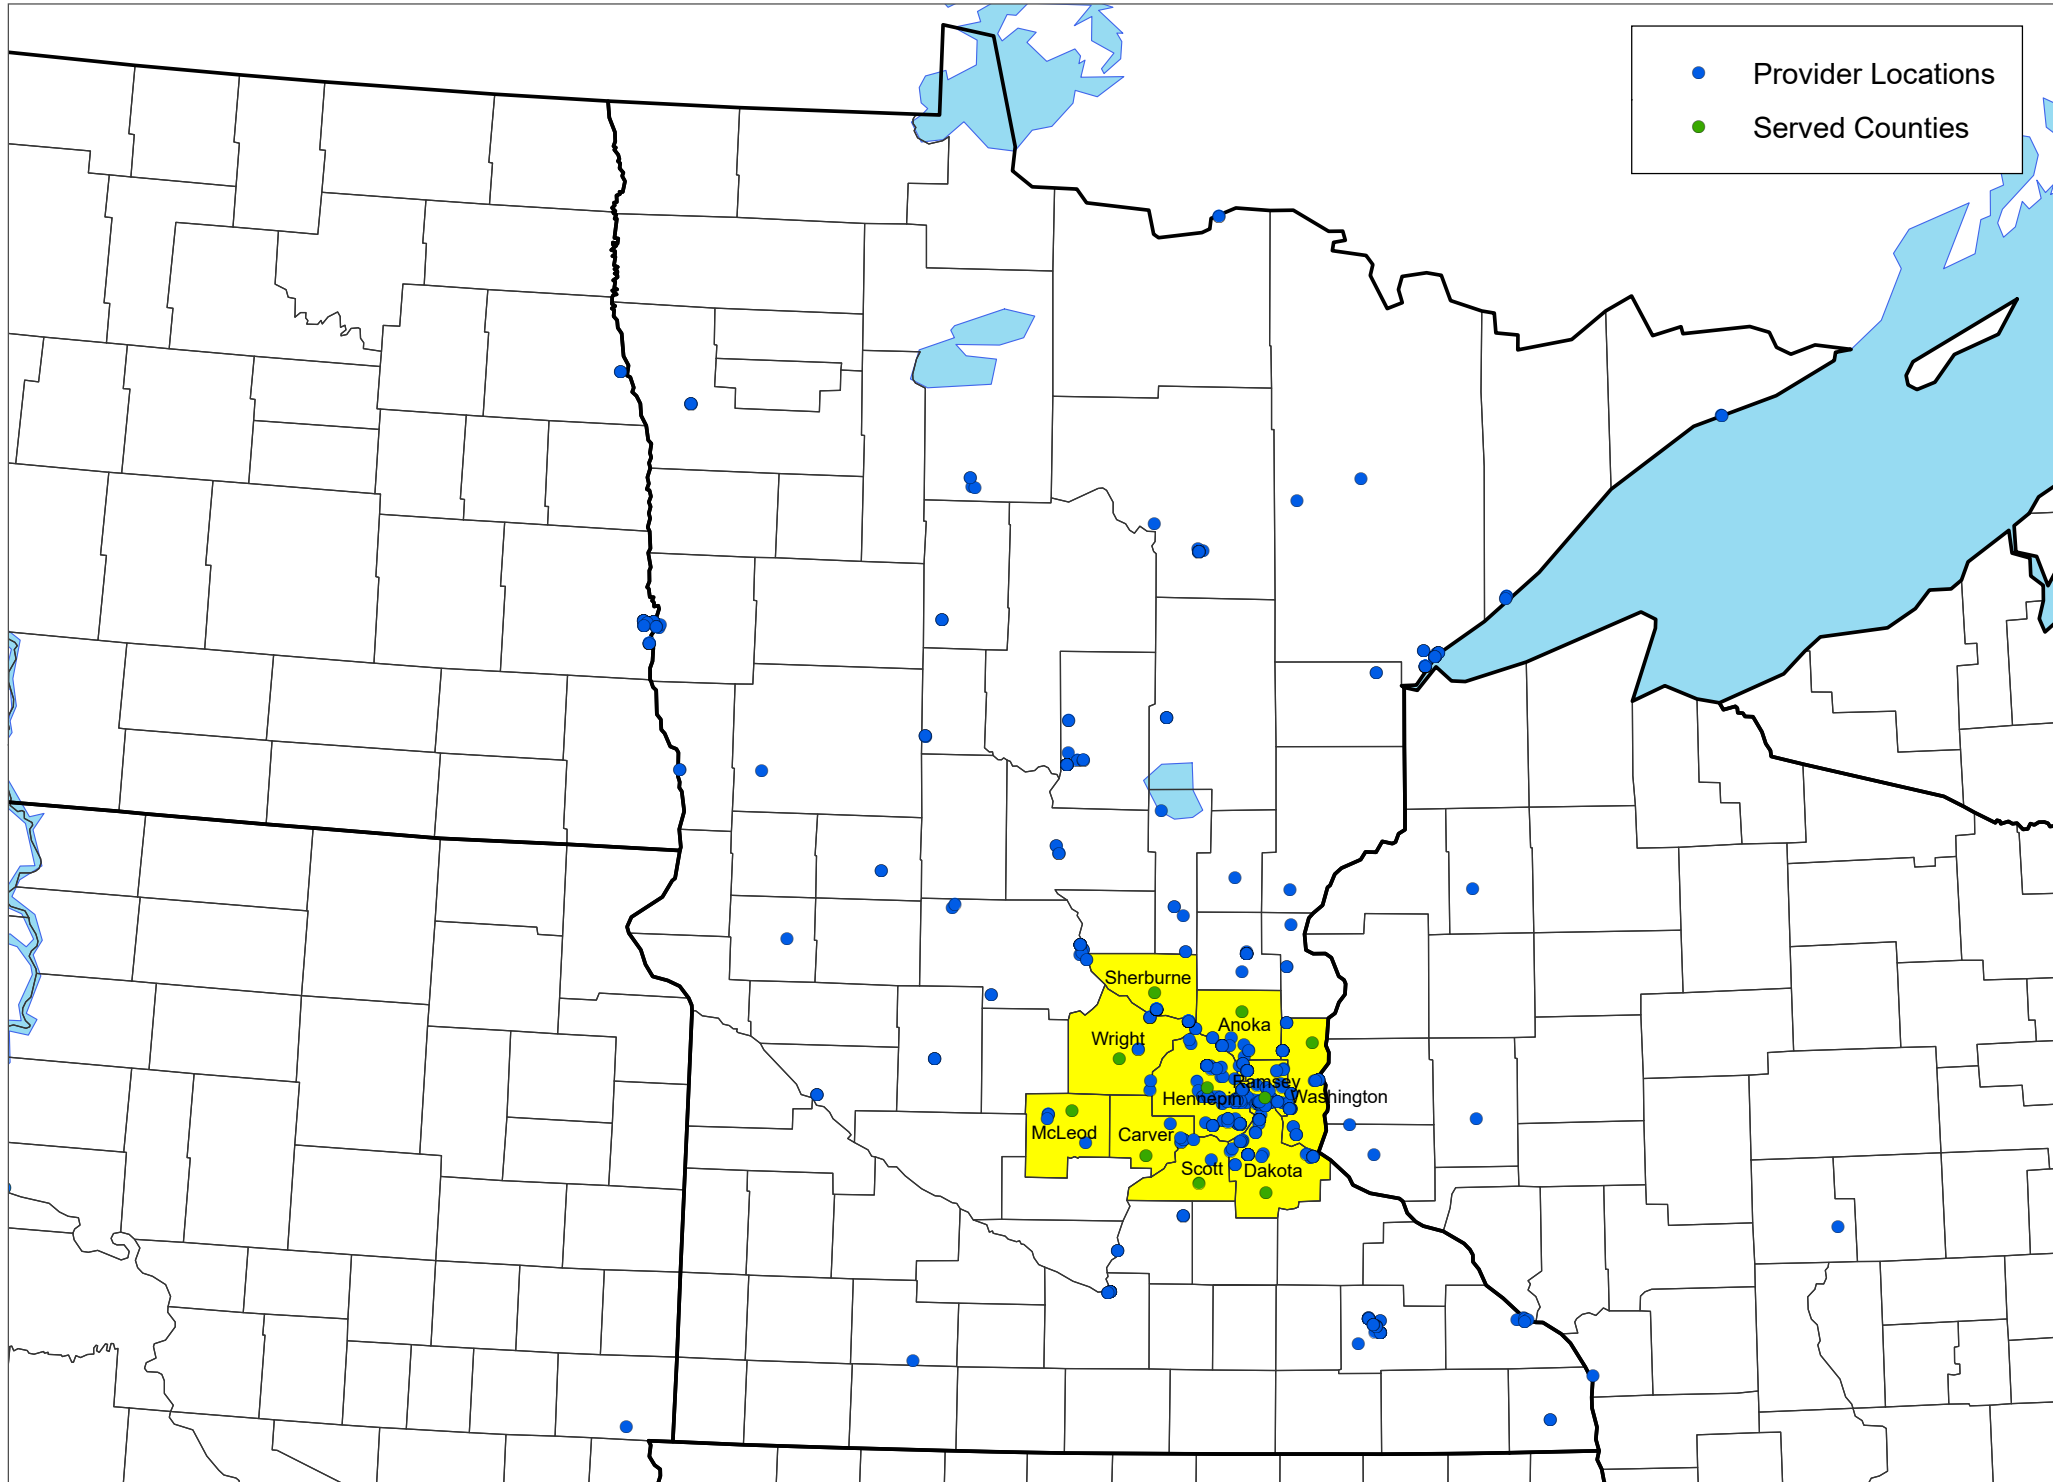 Provider Locations
Served Counties
Sherburne
Anoka
Wright
Ramsey
Hennepin
Washington
McLeod
Carver
Scott
Dakota